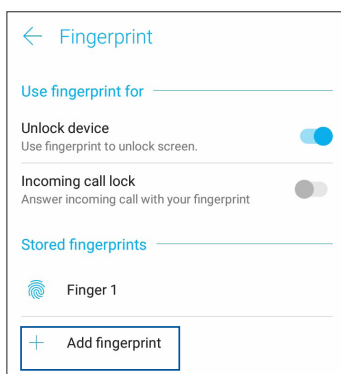 Fingerprint
Use fingerprint for
Unlock device
Use fingerprint to unlock screen.
Incoming call lock
Answer incoming call with your fingerprint
Stored fingerprints
Finger 1
Add fingerprint